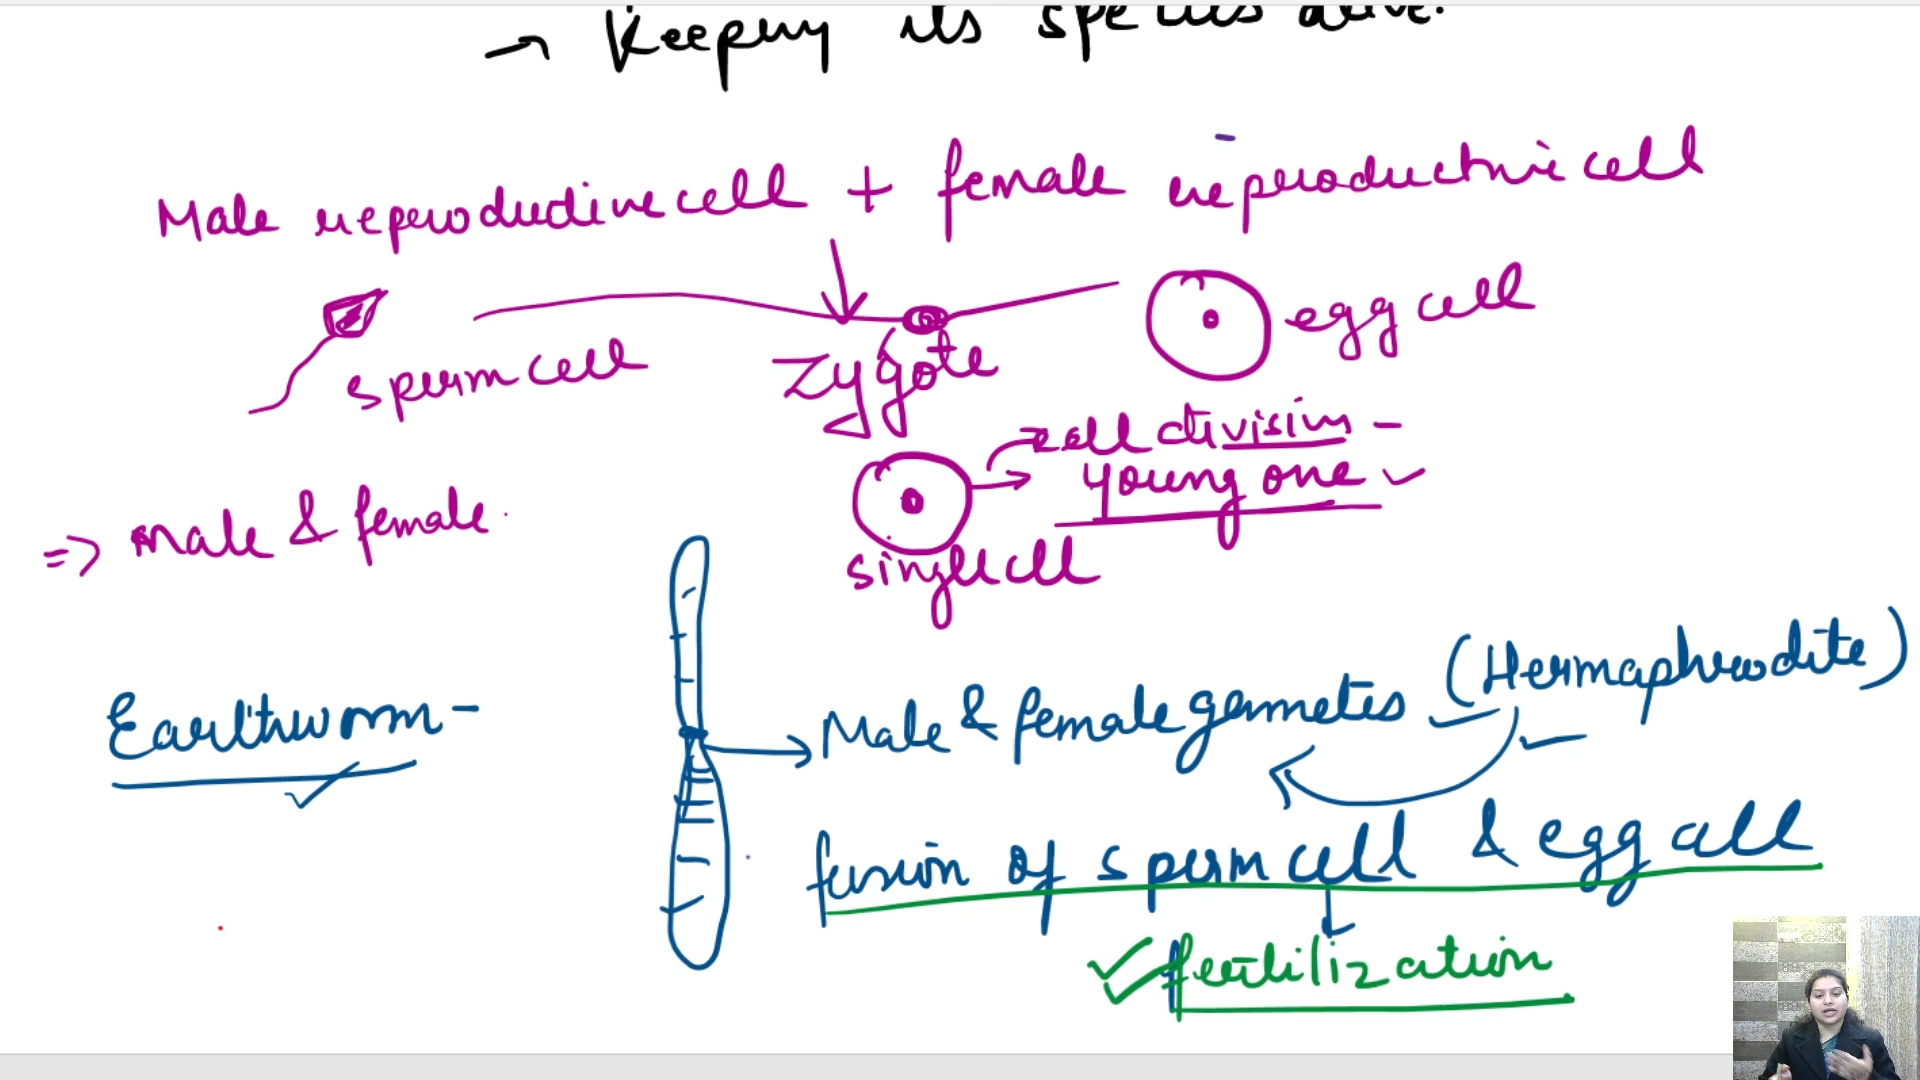 → Keeping its species alive.
Male reproductive cell + female reproductive cell
sperm cell
zygote
egg cell
cell division -
young one ✓
single cell
=> male & female.
Earthworm -
Male & female gametes (Hermaphrodite)
fusion of sperm cell & egg cell
fertilization